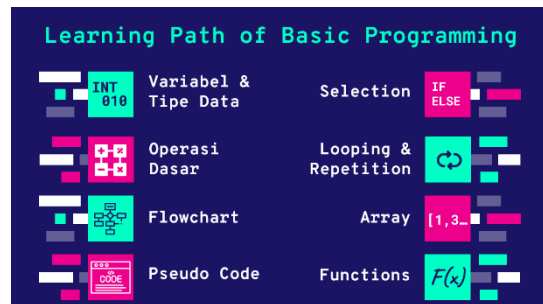 Learning Path of Basic Programming
INT
010
Variabel &
Tipe Data
Operasi
Dasar
Flowchart
CODE
Pseudo Code
Selection
IF
ELSE
Looping &
Repetition
Array
[1,3…
Functions
F(x)